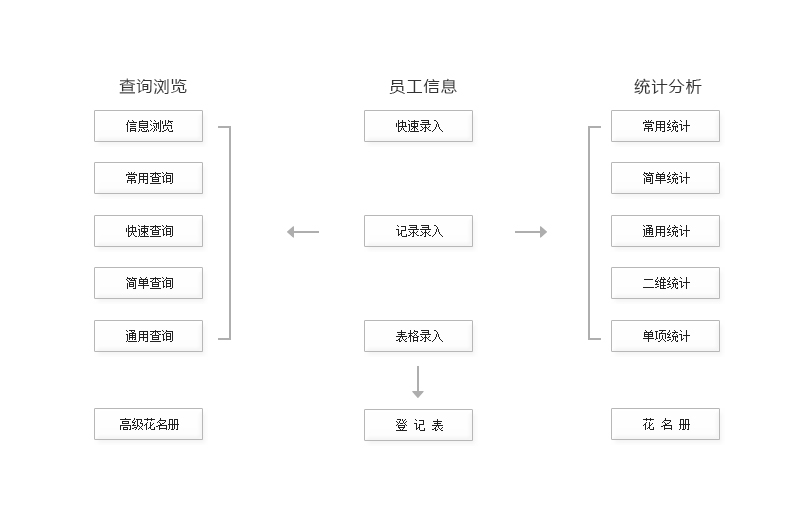 查询浏览
员工信息
统计分析
信息浏览
快速录入
常用统计
常用查询
简单统计
快速查询
记录录入
通用统计
简单查询
二维统计
通用查询
表格录入
单项统计
高级花名册
登 记 表
花 名 册